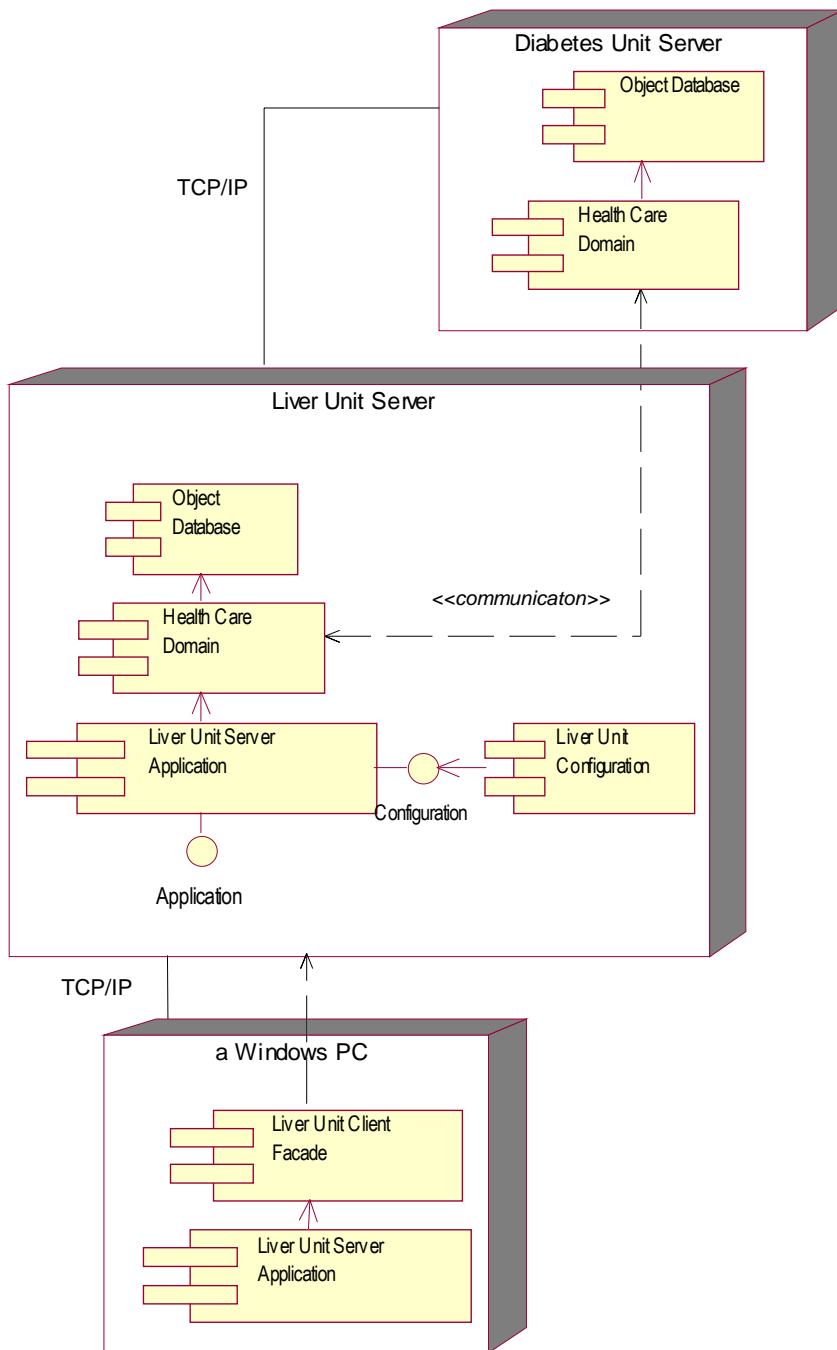 Diabetes Unit Server
Object Database
TCP/IP
Health Care
Domain
Liver Unit Server
Object
Database
<<communicaton>>
Health Care
Domain
Liver Unit Server
Application
Liver Unit
Configuration
Configuration
Application
TCP/IP
a Windows PC
Liver Unit Client
Facade
Liver Unit Server
Application